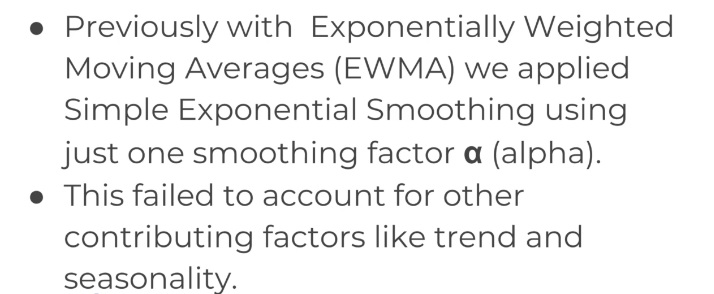 ● Previously with  Exponentially Weighted
Moving Averages (EWMA) we applied
Simple Exponential Smoothing using
just one smoothing factor α (alpha).
● This failed to account for other
contributing factors like trend and
seasonality.